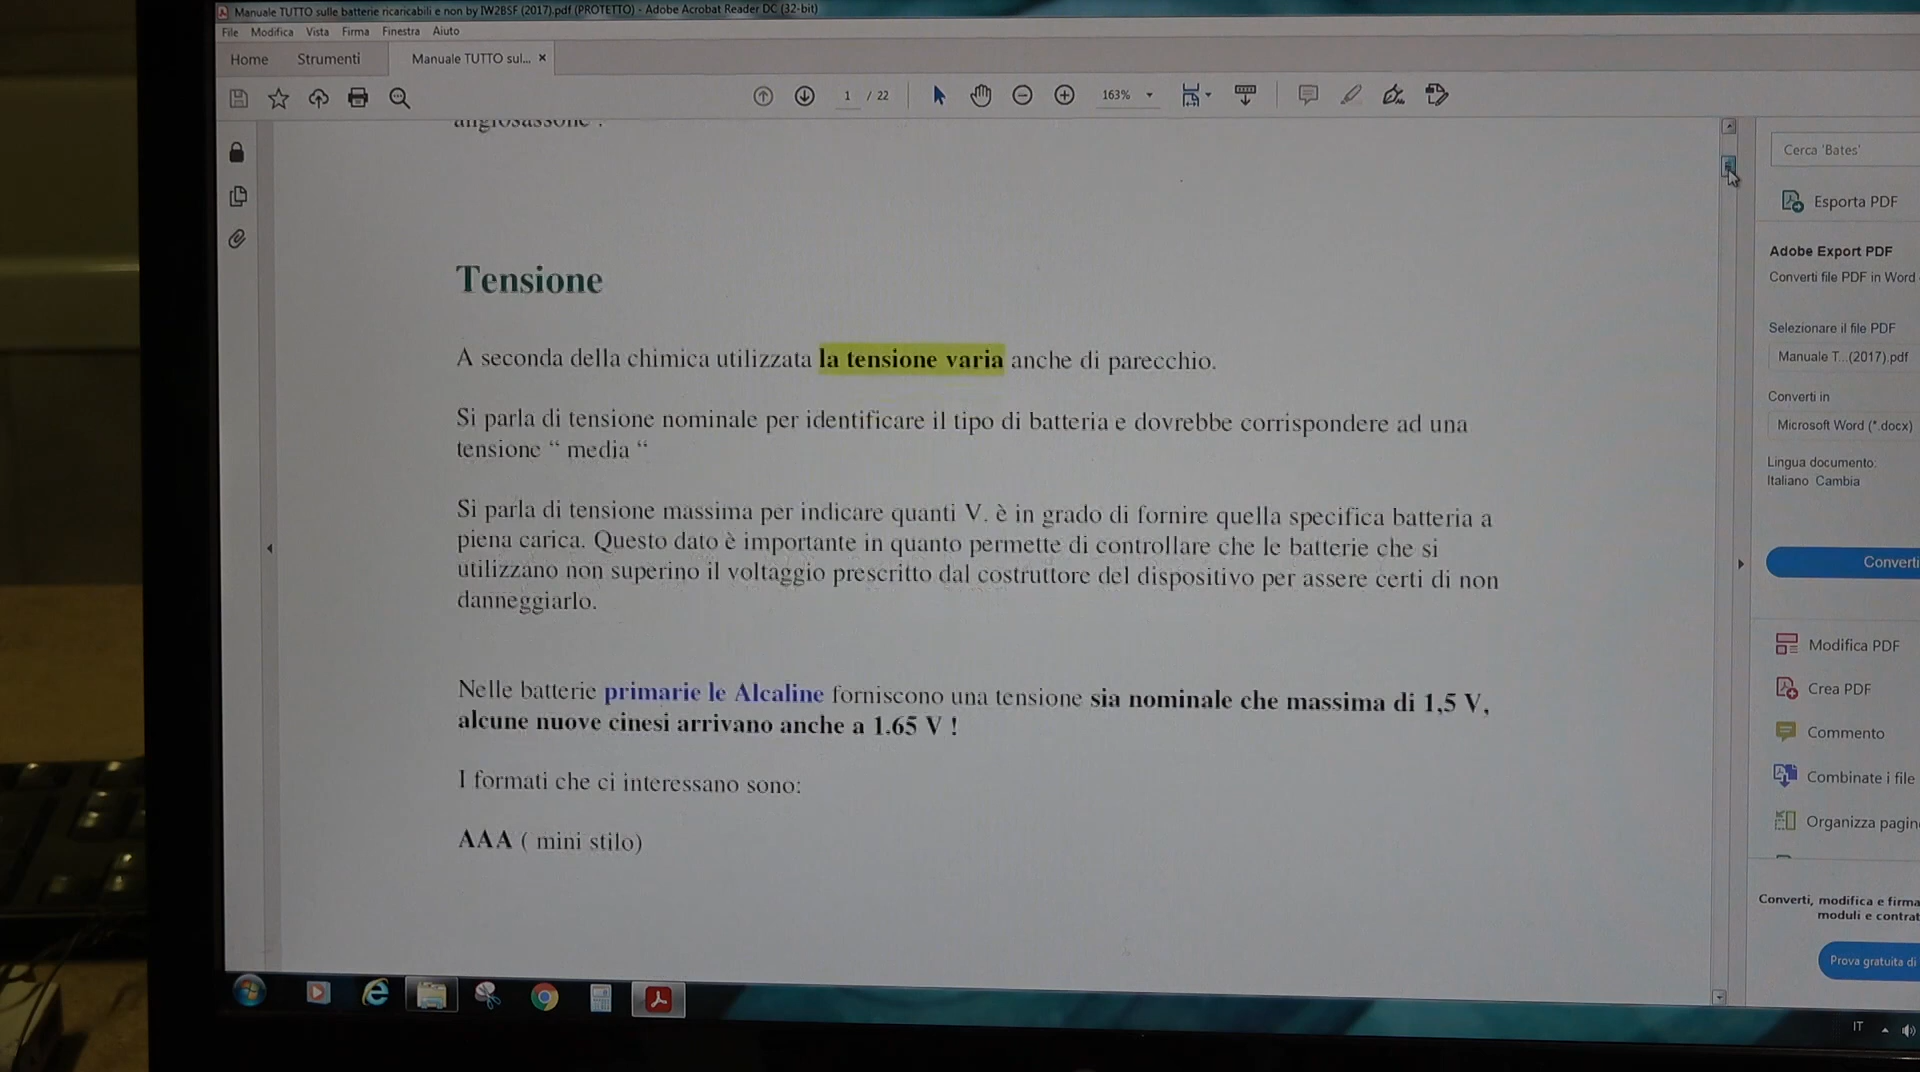 Manuale TUTTO sulle batterie ricaricabili e non by IW2BSF (2017).pdf (PROTETTO) - Adobe Acrobat Reader DC (32-bit)
File Modifica Vista Firma Finestra Aiuto
Home Strumenti Manuale TUTTO sul... ×
1 / 22 163%
angiosassone .
Tensione
A seconda della chimica utilizzata la tensione varia anche di parecchio.
Si parla di tensione nominale per identificare il tipo di batteria e dovrebbe corrispondere ad una
tensione “ media “
Si parla di tensione massima per indicare quanti V. è in grado di fornire quella specifica batteria a
piena carica. Questo dato è importante in quanto permette di controllare che le batterie che si
utilizzano non superino il voltaggio prescritto dal costruttore del dispositivo per assere certi di non
danneggiarlo.
Nelle batterie primarie le Alcaline forniscono una tensione sia nominale che massima di 1,5 V,
alcune nuove cinesi arrivano anche a 1.65 V !
I formati che ci interessano sono:
AAA ( mini stilo)
Cerca 'Bates'
Esporta PDF
Adobe Export PDF
Converti file PDF in Word
Selezionare il file PDF
Manuale T...(2017).pdf
Converti in
Microsoft Word (*.docx)
Lingua documento:
Italiano Cambia
Converti
Modifica PDF
Crea PDF
Commento
Combinate i file
Organizza pagin
Converti, modifica e firma
moduli e contrat
Prova gratuita di
IT